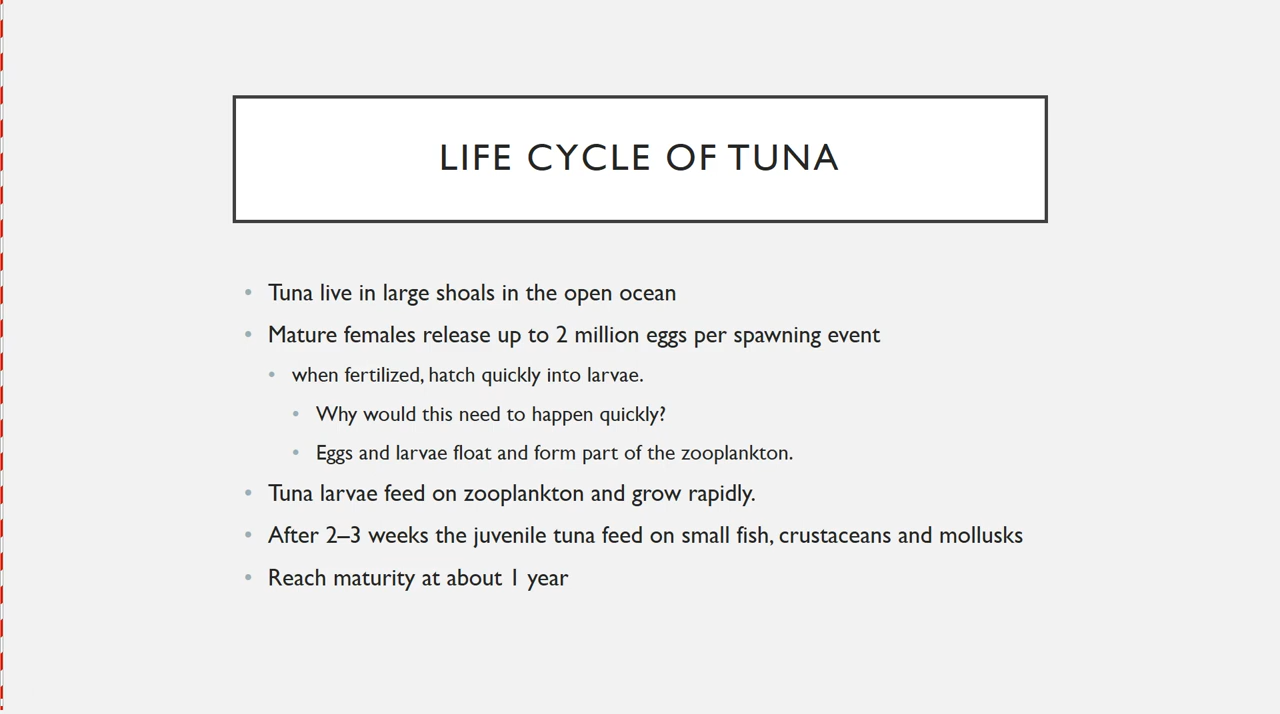 LIFE CYCLE OF TUNA
• Tuna live in large shoals in the open ocean
• Mature females release up to 2 million eggs per spawning event
• when fertilized, hatch quickly into larvae.
• Why would this need to happen quickly?
• Eggs and larvae float and form part of the zooplankton.
• Tuna larvae feed on zooplankton and grow rapidly.
• After 2–3 weeks the juvenile tuna feed on small fish, crustaceans and mollusks
• Reach maturity at about 1 year